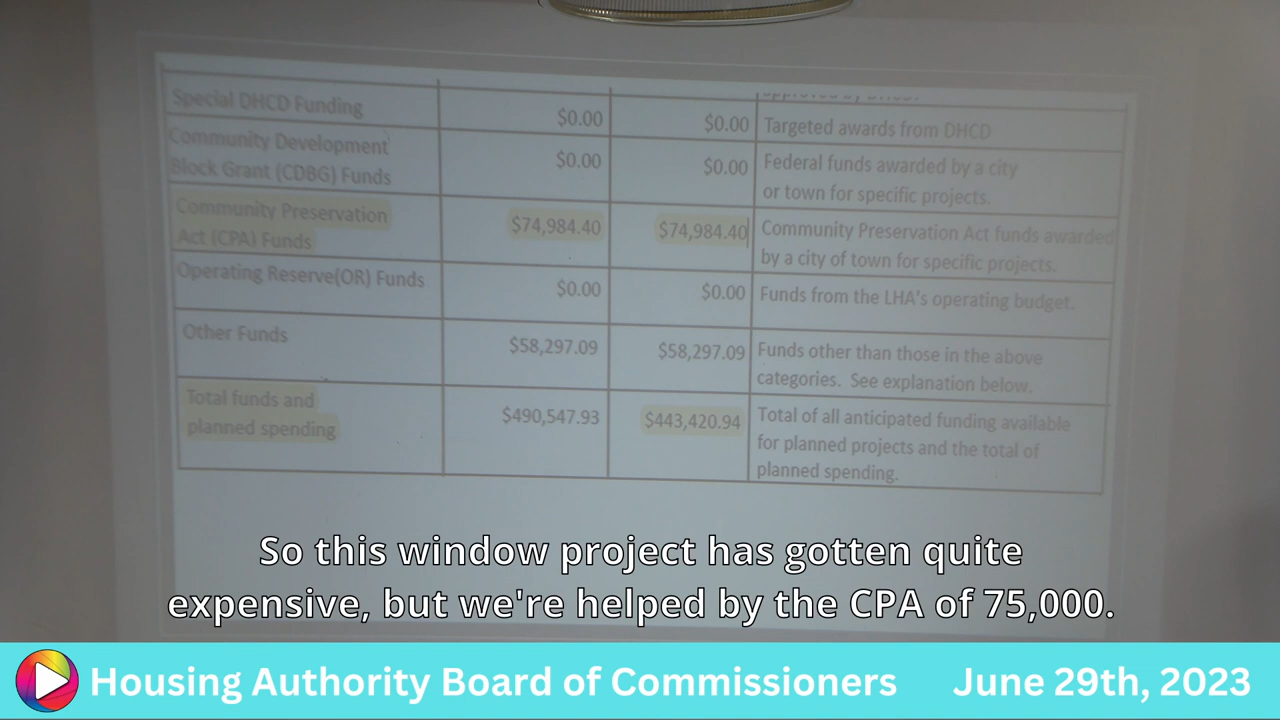 approved by DHCD.
Special DHCD Funding $0.00 $0.00 Targeted awards from DHCD
Community Development
Block Grant (CDBG) Funds
$0.00 $0.00
Federal funds awarded by a city
or town for specific projects.
Community Preservation
Act (CPA) Funds
$74,984.40 $74,984.40
Community Preservation Act funds awarded
by a city of town for specific projects.
Operating Reserve(OR) Funds $0.00 $0.00 Funds from the LHA's operating budget.
Other Funds $58,297.09 $58,297.09
Funds other than those in the above
categories. See explanation below.
Total funds and
planned spending
$490,547.93 $443,420.94
Total of all anticipated funding available
for planned projects and the total of
planned spending.
So this window project has gotten quite
expensive, but we're helped by the CPA of 75,000.
Housing Authority Board of Commissioners June 29th, 2023